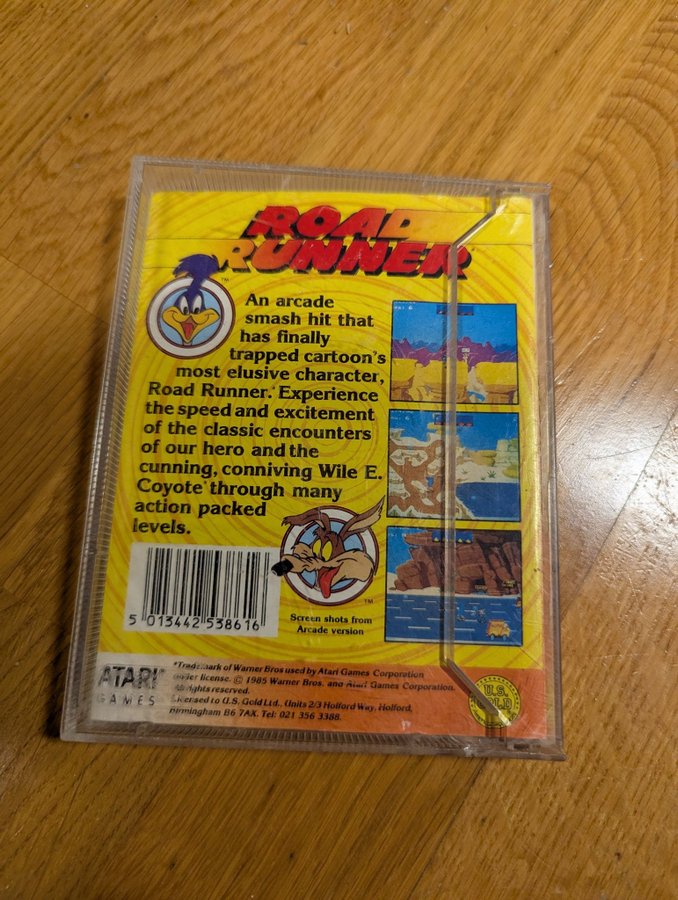 ROAD
RUNNER
TM
An arcade
smash hit that
has finally
trapped cartoon's
most elusive character,
Road Runner.* Experience
the speed and excitement
of the classic encounters
of our hero and the
cunning, conniving Wile E.
Coyote* through many
action packed
levels.
TM
Screen shots from
Arcade version
5 013442 538616
ATARI
GAMES
*Trademark of Warner Bros used by Atari Games Corporation
under license. © 1985 Warner Bros. and Atari Games Corporation.
All rights reserved.
Licensed to U.S. Gold Ltd., Units 2/3 Holford Way, Holford,
Birmingham B6 7AX. Tel: 021 356 3388.
U.S.
GOLD